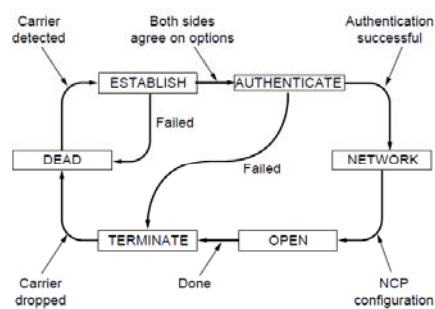 Carrier
detected
Both sides
agree on options
Authentication
successful
ESTABLISH
AUTHENTICATE
Failed
DEAD
NETWORK
Failed
TERMINATE
OPEN
Carrier
dropped
Done
NCP
configuration